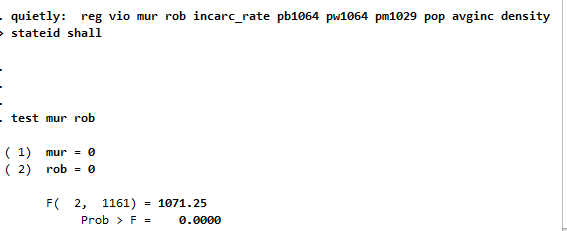 . quietly:  reg vio mur rob incarc_rate pb1064 pw1064 pm1029 pop avginc density
> stateid shall
.
.
.
. test mur rob
( 1)  mur = 0
( 2)  rob = 0
F(  2,  1161) = 1071.25
Prob > F =    0.0000